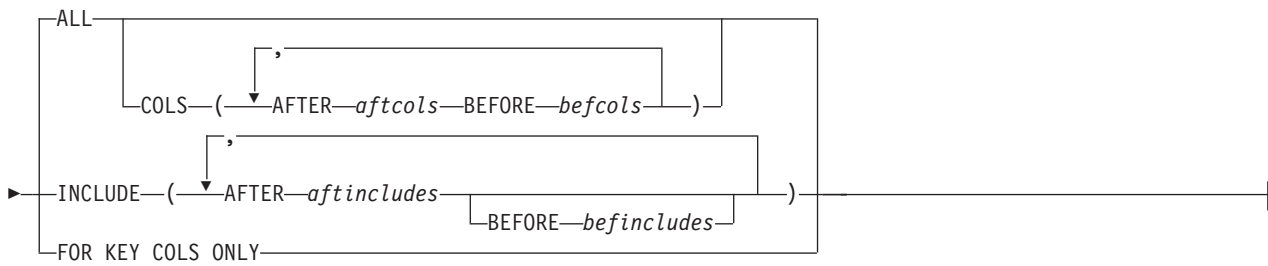 ALL
,
COLS ( AFTER aftcols BEFORE befcols )
,
INCLUDE ( AFTER aftincludes )
BEFORE befincludes
FOR KEY COLS ONLY